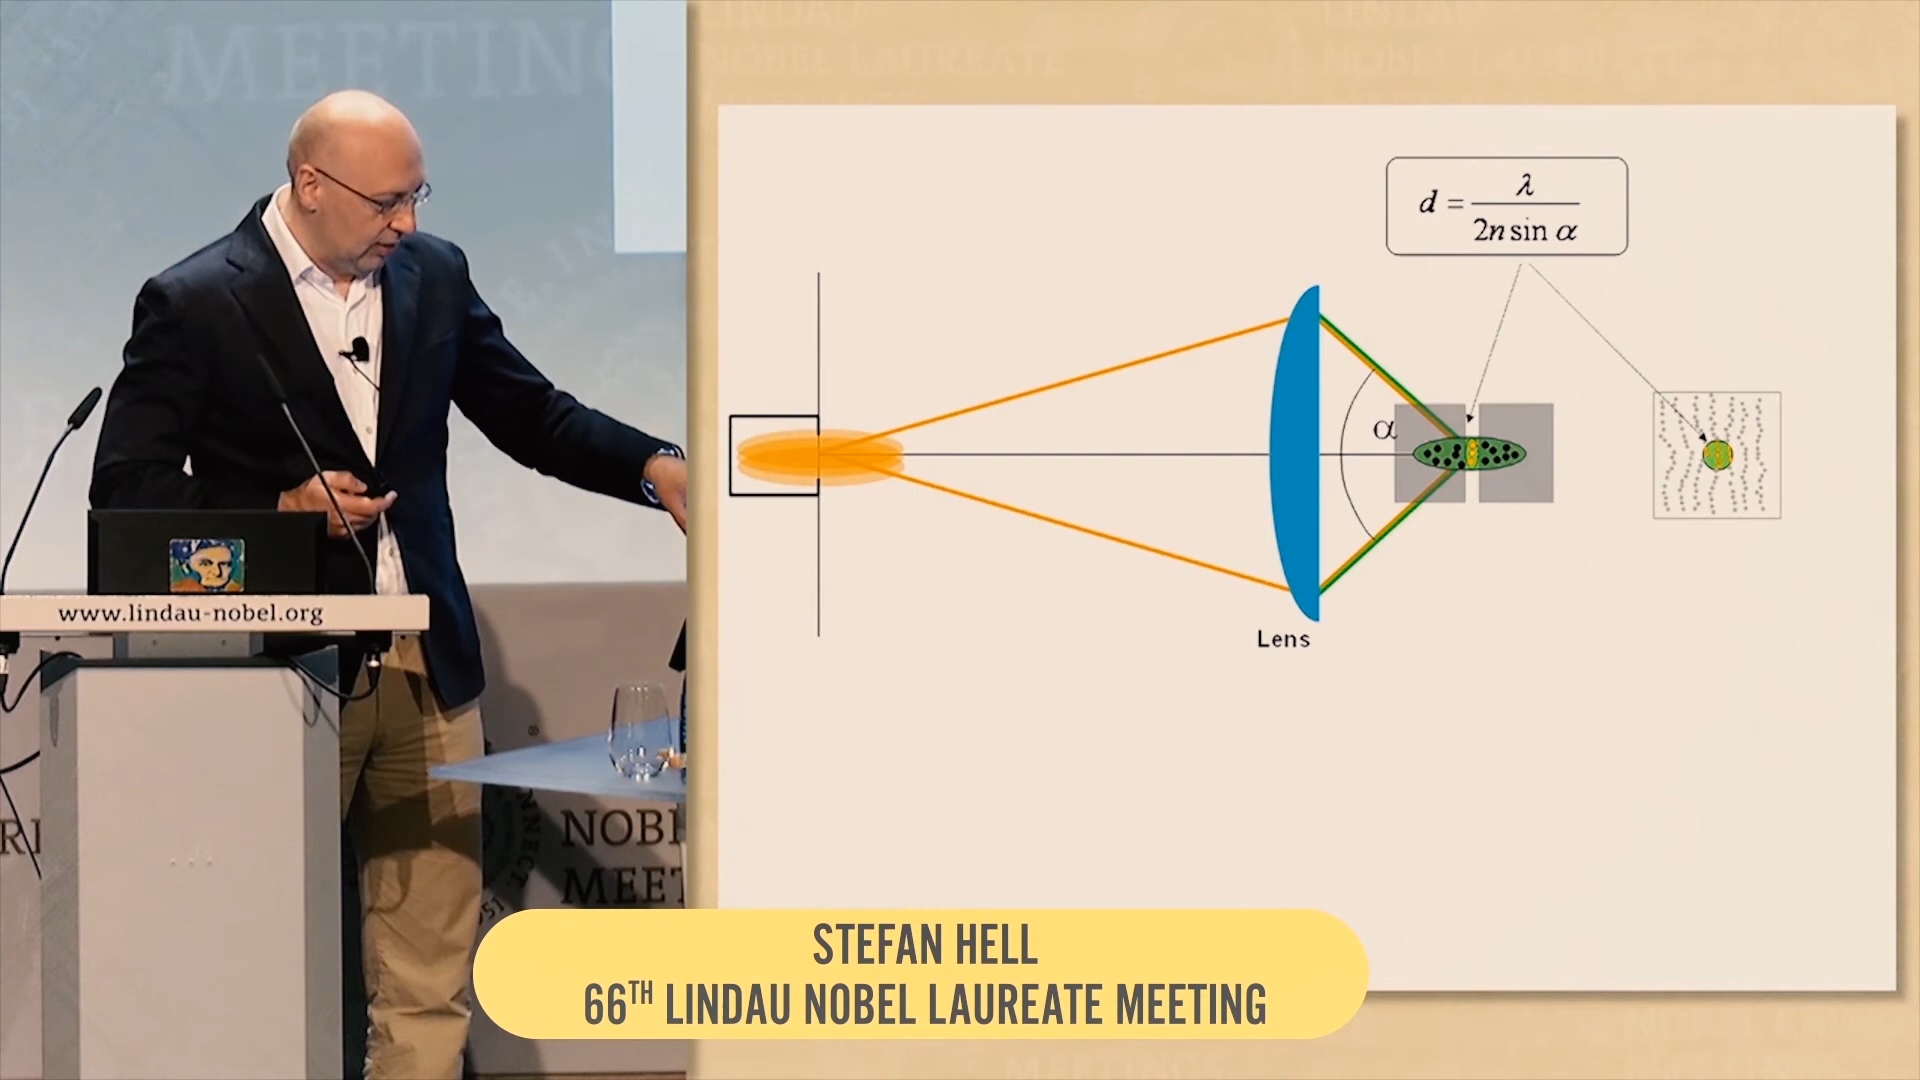 LINDAU
NOBEL LAUREATE
MEETING
d = λ / 2n sin α
α
Lens
www.lindau-nobel.org
NOBE
MEET
STEFAN HELL
66TH LINDAU NOBEL LAUREATE MEETING